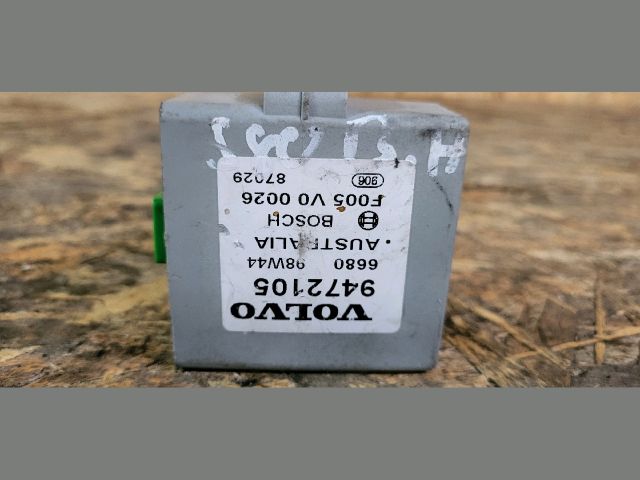 VOLVO
9472105
6680 98W44
• AUSTRALIA
BOSCH
F005 V0 0026
906 87029